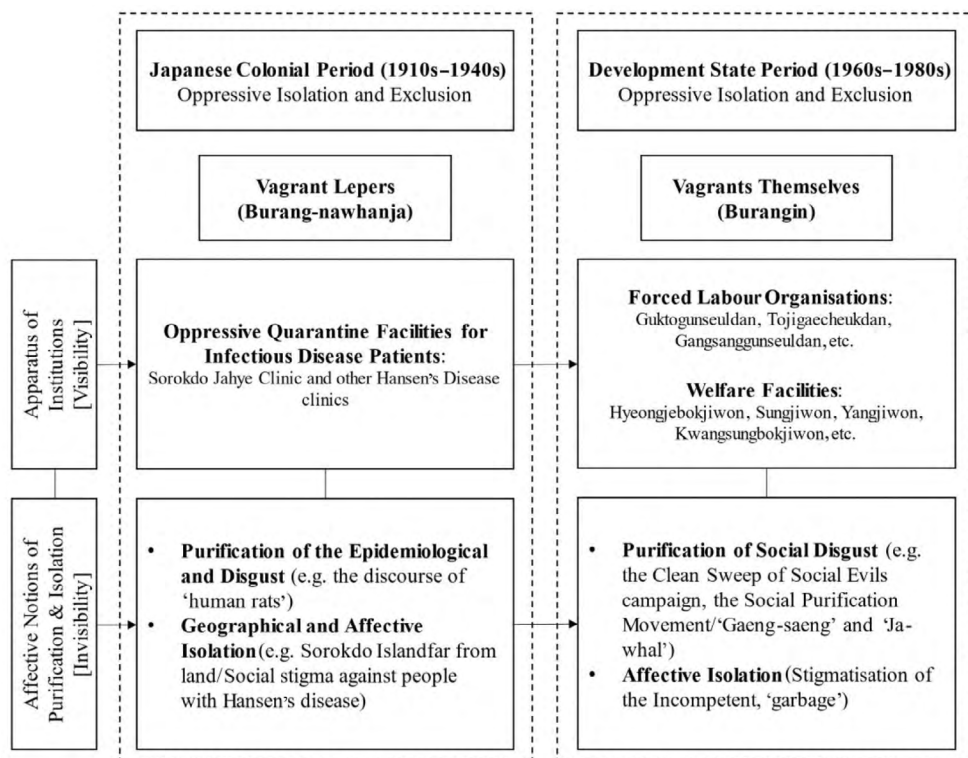 Japanese Colonial Period (1910s–1940s)
Oppressive Isolation and Exclusion
Development State Period (1960s–1980s)
Oppressive Isolation and Exclusion
Vagrant Lepers
(Burang-nawhanja)
Vagrants Themselves
(Burangin)
Apparatus of
Institutions
[Visibility]
Oppressive Quarantine Facilities for
Infectious Disease Patients:
Sorokdo Jahye Clinic and other Hansen's Disease
clinics
Forced Labour Organisations:
Guktogunseuldan, Tojigaecheukdan,
Gangsanggunseuldan, etc.
Welfare Facilities:
Hyeongjebokjiwon, Sungjiwon, Yangjiwon,
Kwangsungbokjiwon, etc.
Affective Notions of
Purification & Isolation
[Invisibility]
• Purification of the Epidemiological
and Disgust (e.g. the discourse of
‘human rats’)
• Geographical and Affective
Isolation (e.g. Sorokdo Islandfar from
land/Social stigma against people
with Hansen's disease)
• Purification of Social Disgust (e.g.
the Clean Sweep of Social Evils
campaign, the Social Purification
Movement/‘Gaeng-saeng’ and ‘Ja-
whal’)
• Affective Isolation (Stigmatisation of
the Incompetent, ‘garbage’)